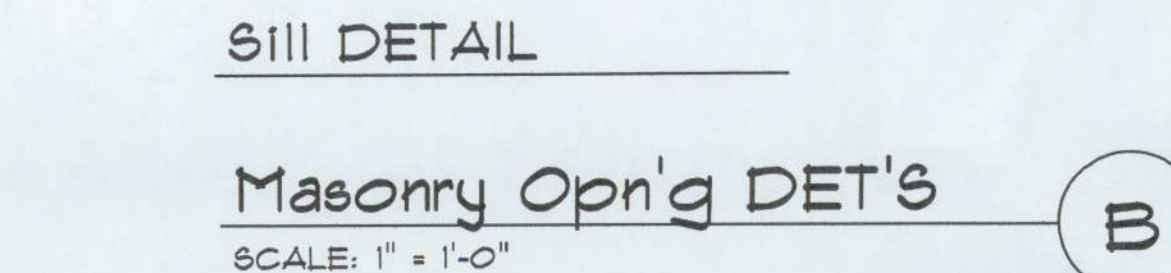 Sill DETAIL
Masonry Opn'g DET'S
B
SCALE: 1" = 1'-0"